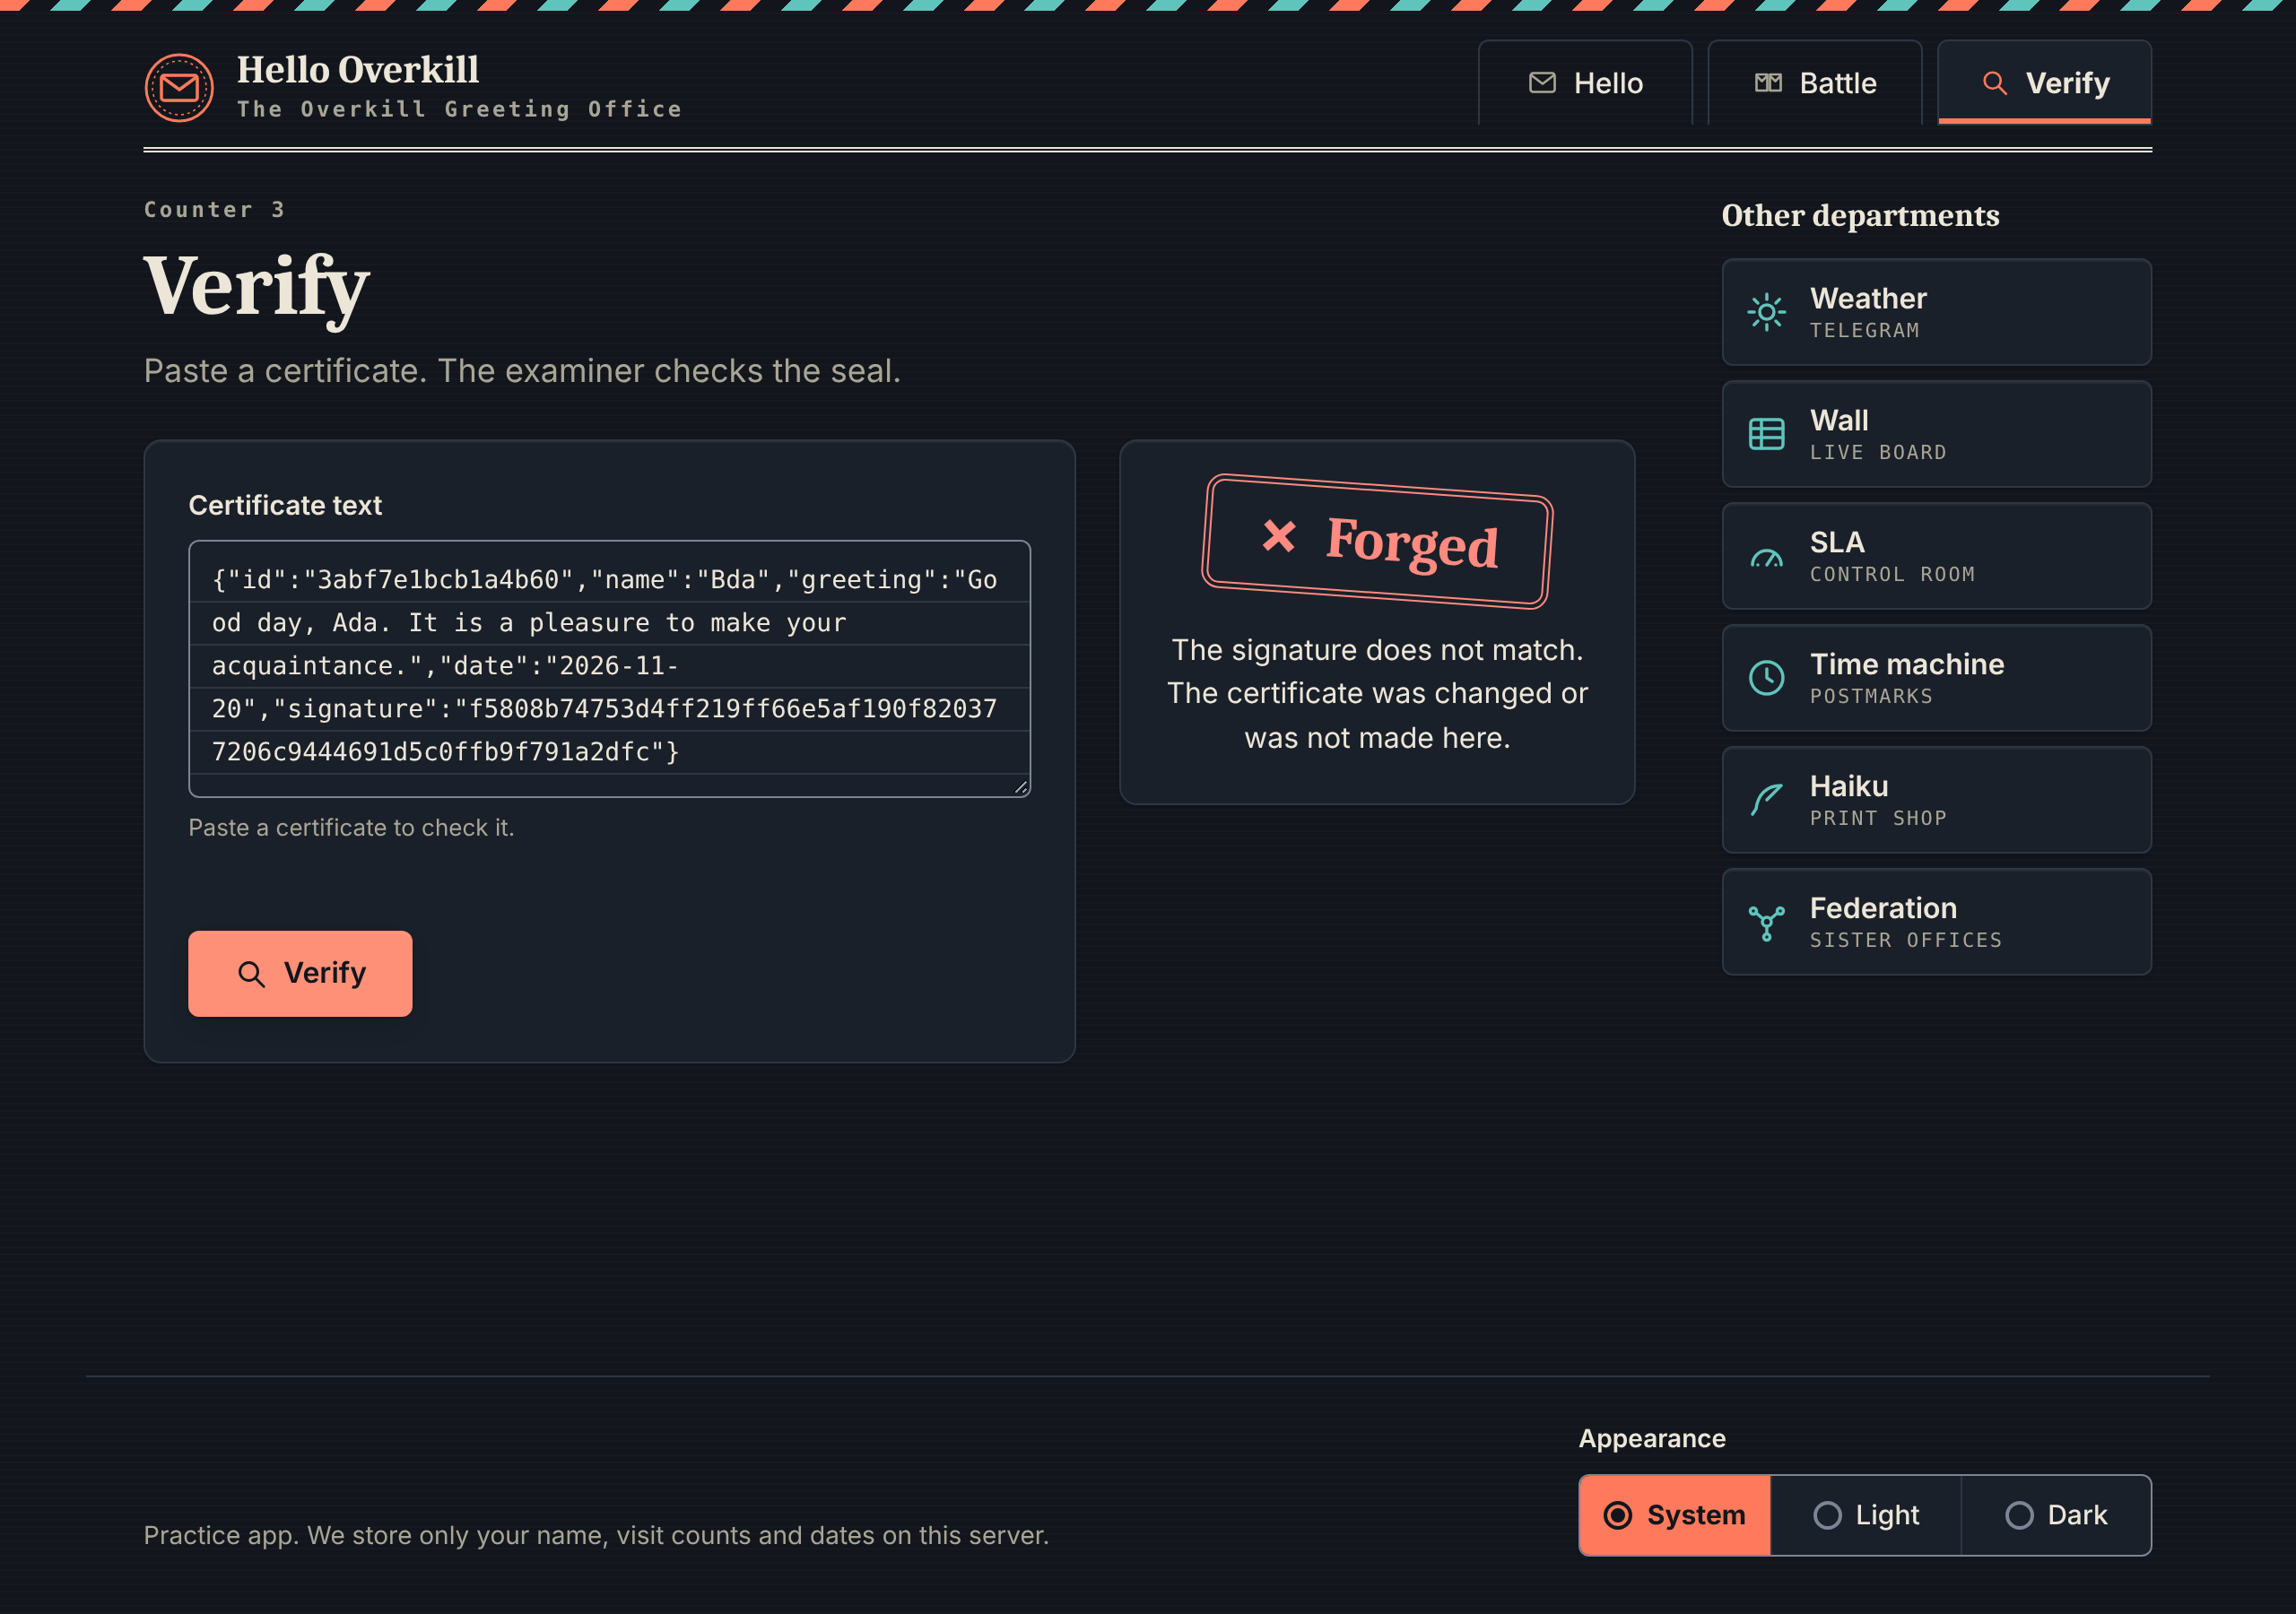 Hello Overkill
The Overkill Greeting Office
Hello
Battle
Verify
Counter 3
Verify
Paste a certificate. The examiner checks the seal.
Certificate text
{"id":"3abf7e1bcb1a4b60","name":"Bda","greeting":"Go
od day, Ada. It is a pleasure to make your
acquaintance.","date":"2026-11-
20","signature":"f5808b74753d4ff219ff66e5af190f82037
7206c9444691d5c0ffb9f791a2dfc"}
Paste a certificate to check it.
Verify
Forged
The signature does not match.
The certificate was changed or
was not made here.
Other departments
Weather
TELEGRAM
Wall
LIVE BOARD
SLA
CONTROL ROOM
Time machine
POSTMARKS
Haiku
PRINT SHOP
Federation
SISTER OFFICES
Practice app. We store only your name, visit counts and dates on this server.
Appearance
System
Light
Dark